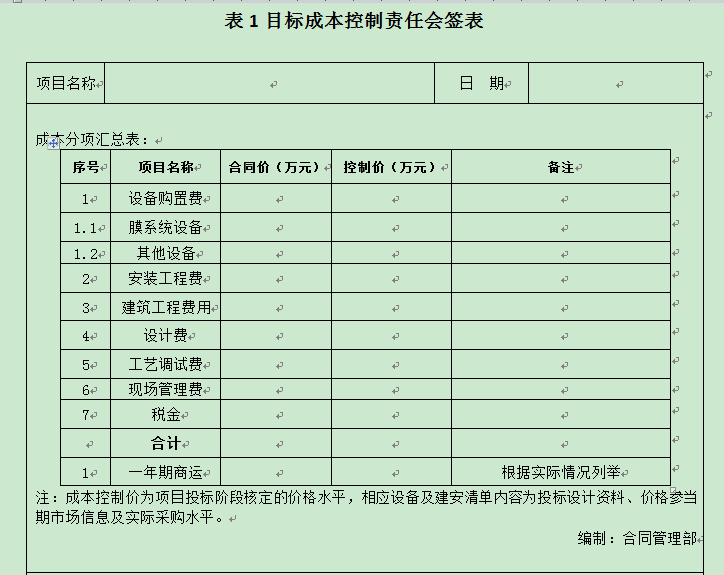 表 1 目标成本控制责任会签表
项目名称 日 期
成本分项汇总表：
序号 项目名称 合同价（万元） 控制价（万元） 备注
1 设备购置费
1.1 膜系统设备
1.2 其他设备
2 安装工程费
3 建筑工程费用
4 设计费
5 工艺调试费
6 现场管理费
7 税金
合计
1 一年期商运 根据实际情况列举
注：成本控制价为项目投标阶段核定的价格水平，相应设备及建安清单内容为投标设计资料、价格参当
期市场信息及实际采购水平。
编制：合同管理部